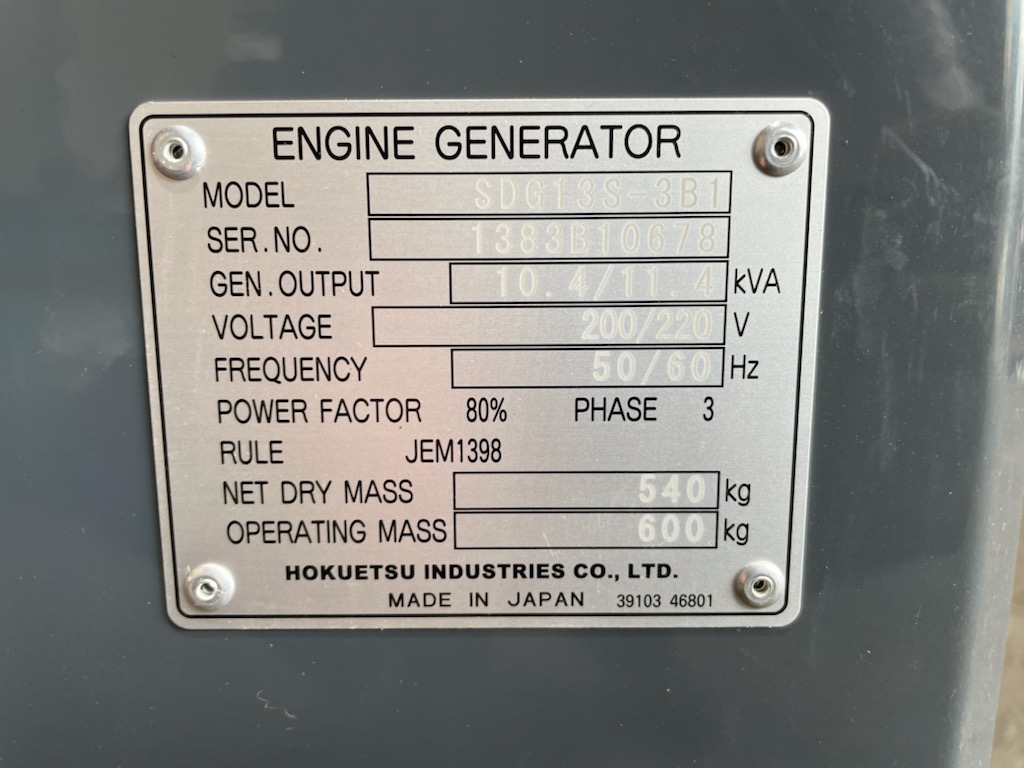 ENGINE GENERATOR
MODEL SDG13S-3B1
SER.NO. 1383B10678
GEN.OUTPUT 10.4/11.4 kVA
VOLTAGE 200/220 V
FREQUENCY 50/60 Hz
POWER FACTOR 80% PHASE 3
RULE JEM1398
NET DRY MASS 540 kg
OPERATING MASS 600 kg
HOKUETSU INDUSTRIES CO., LTD.
MADE IN JAPAN 39103 46801